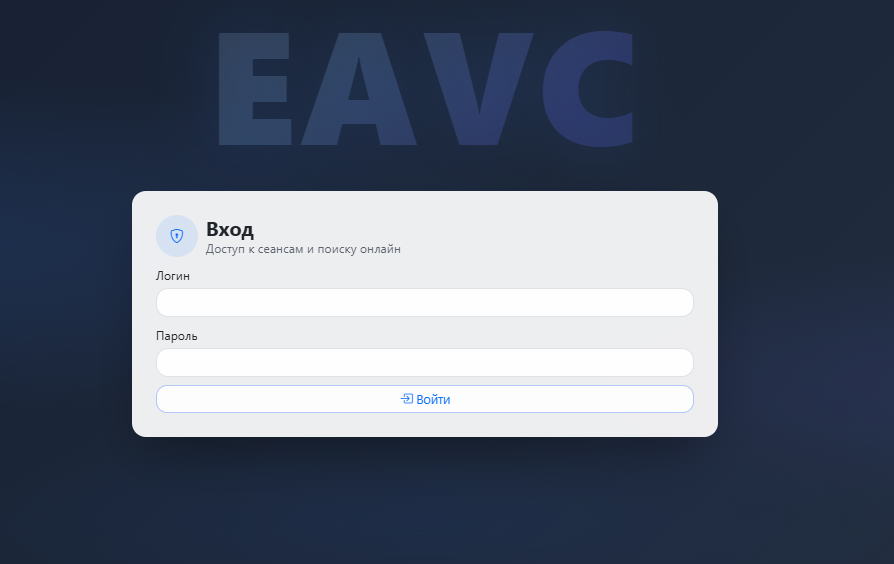 EAVC
Вход
Доступ к сеансам и поиску онлайн
Логин
Пароль
Войти